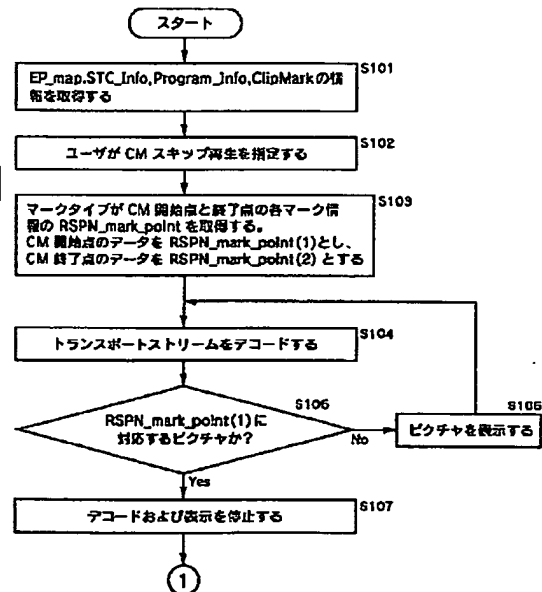 スタート
S101
EP_map.STC_Info,Program_Info,ClipMarkの情
報を取得する
S102
ユーザが CM スキップ再生を指定する
S103
マークタイプが CM 開始点と終了点の各マーク情
報の RSPN_mark_point を取得する。
CM 開始点のデータを RSPN_mark_point(1)とし、
CM 終了点のデータを RSPN_mark_point(2) とする
S104
トランスポートストリームをデコードする
S106
RSPN_mark_point(1)に
対応するピクチャか?
No
S105
ピクチャを表示する
Yes
S107
デコードおよび表示を停止する
1